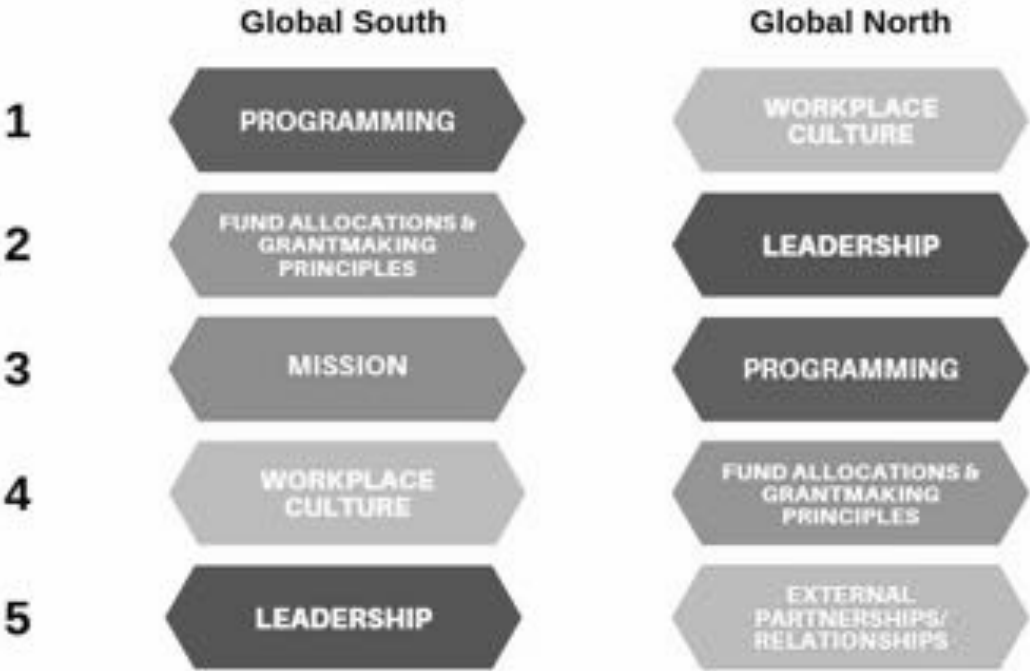 Global South Global North
1 PROGRAMMING WORKPLACE
CULTURE
2 FUND ALLOCATIONS &
GRANTMAKING
PRINCIPLES
LEADERSHIP
3 MISSION PROGRAMMING
4 WORKPLACE
CULTURE
FUND ALLOCATIONS &
GRANTMAKING
PRINCIPLES
5 LEADERSHIP EXTERNAL
PARTNERSHIPS/
RELATIONSHIPS